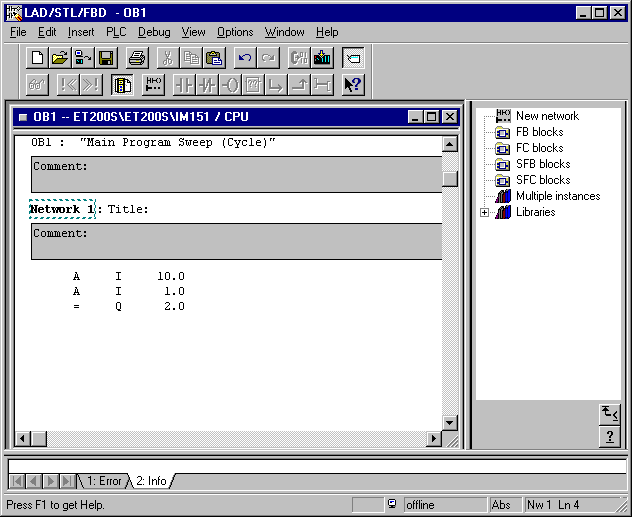 LAD/STL/FBD - OB1
File Edit Insert PLC Debug View Options Window Help
OB1 -- ET200S\ET200S\IM151 / CPU
OB1 : "Main Program Sweep (Cycle)"
Comment:
Network 1: Title:
Comment:
A I 10.0
A I 1.0
= Q 2.0
New network
FB blocks
FC blocks
SFB blocks
SFC blocks
Multiple instances
Libraries
1: Error 2: Info
Press F1 to get Help.
offline
Abs
Nw 1 Ln 4